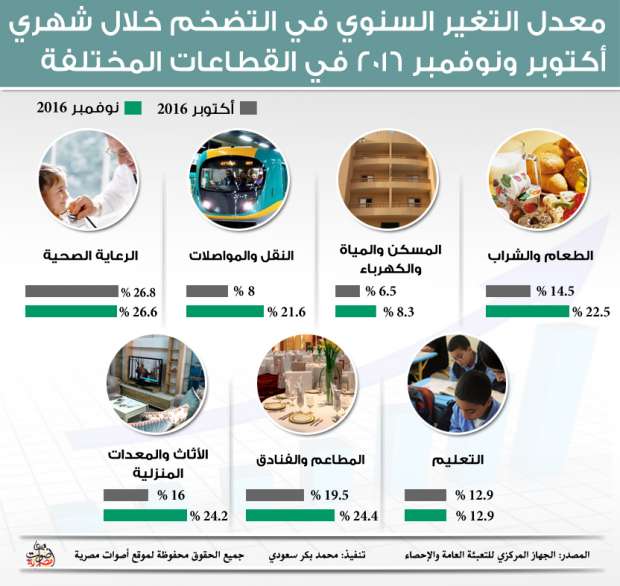 معدل التغير السنوي في التضخم خلال شهري
أكتوبر ونوفمبر ٢٠١٦ في القطاعات المختلفة
أكتوبر 2016
نوفمبر 2016
الطعام والشراب
% 14.5
% 22.5
المسكن والمياة
والكهرباء
% 6.5
% 8.3
النقل والمواصلات
% 8
% 21.6
الرعاية الصحية
% 26.8
% 26.6
التعليم
% 12.9
% 12.9
المطاعم والفنادق
% 19.5
% 24.4
الأثاث والمعدات
المنزلية
% 16
% 24.2
المصدر: الجهاز المركزي للتعبئة العامة والإحصاء
تنفيذ: محمد بكر سعودي
جميع الحقوق محفوظة لموقع أصوات مصرية
أصوات مصرية